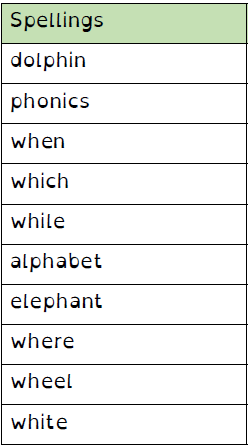 Spellings
dolphin
phonics
when
which
while
alphabet
elephant
where
wheel
white